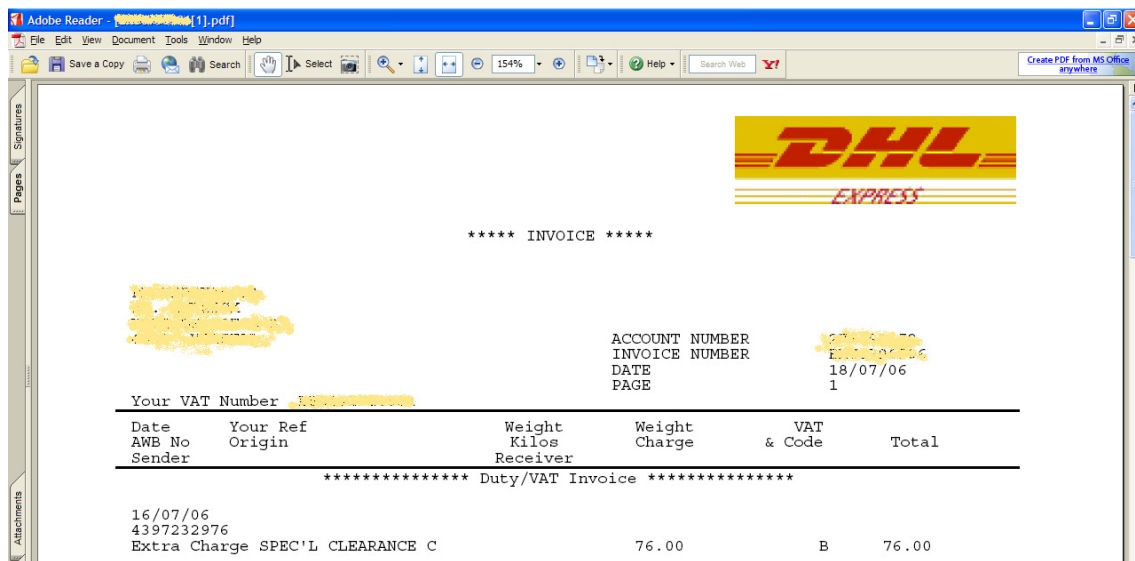 Adobe Reader - [ [1].pdf]
File Edit View Document Tools Window Help
Save a Copy Search Select 154% Help Search Web Y!
Create PDF from MS Office
anywhere
Signatures
Pages
Attachments
DHL
EXPRESS
***** INVOICE *****
ACCOUNT NUMBER
INVOICE NUMBER
DATE 18/07/06
PAGE 1
Your VAT Number
Date Your Ref Weight Weight VAT
AWB No Origin Kilos Charge & Code Total
Sender Receiver
*************** Duty/VAT Invoice ***************
16/07/06
4397232976
Extra Charge SPEC'L CLEARANCE C 76.00 B 76.00